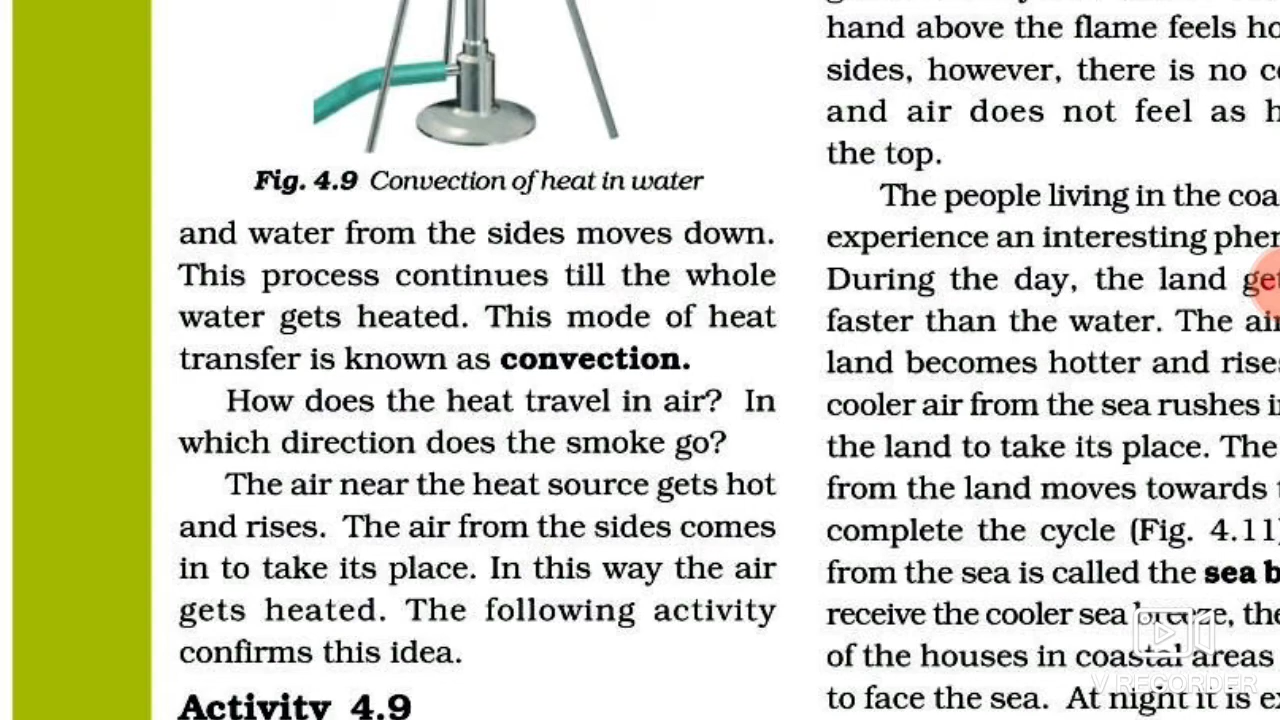 Fig. 4.9 Convection of heat in water
and water from the sides moves down.
This process continues till the whole
water gets heated. This mode of heat
transfer is known as convection.
How does the heat travel in air? In
which direction does the smoke go?
The air near the heat source gets hot
and rises. The air from the sides comes
in to take its place. In this way the air
gets heated. The following activity
confirms this idea.
Activity 4.9
hand above the flame feels
sides, however, there is no
and air does not feel as
the top.
The people living in the
experience an interesting
During the day, the land
faster than the water. The
land becomes hotter and
cooler air from the sea rushes
the land to take its place. The
from the land moves towards
complete the cycle (Fig. 4.11)
from the sea is called the sea
receive the cooler sea breeze,
of the houses in coastal areas
to face the sea. At night it is
V RECORDER